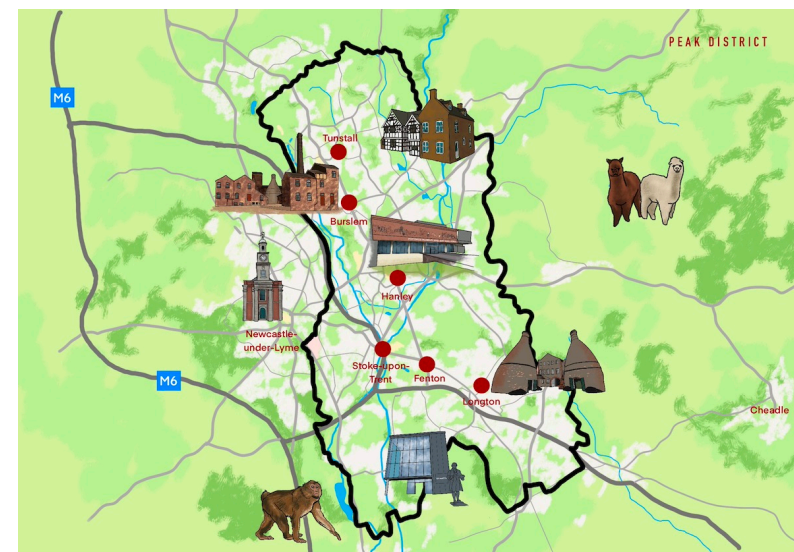 PEAK DISTRICT
M6
Tunstall
Burslem
Hanley
Newcastle-
under-Lyme
Stoke-upon-
Trent
Fenton
M6
Longton
Cheadle